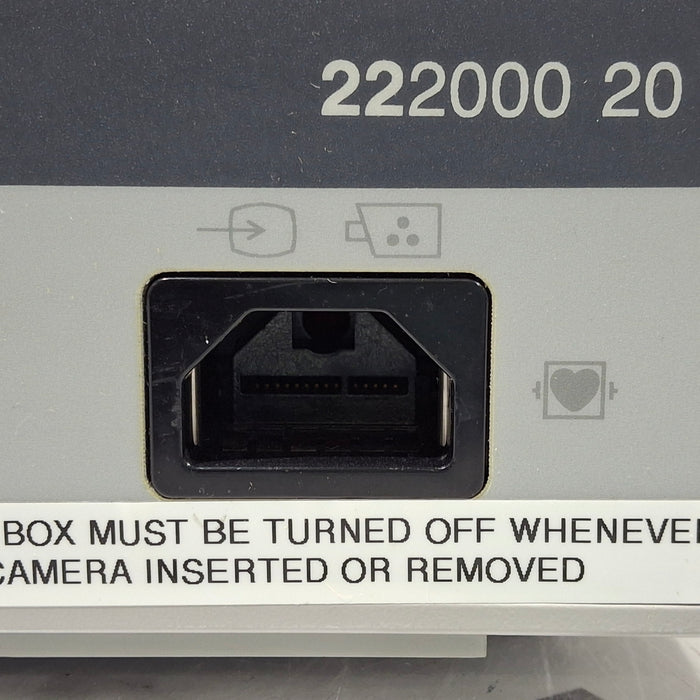 222000 20
BOX MUST BE TURNED OFF WHENEVER
CAMERA INSERTED OR REMOVED